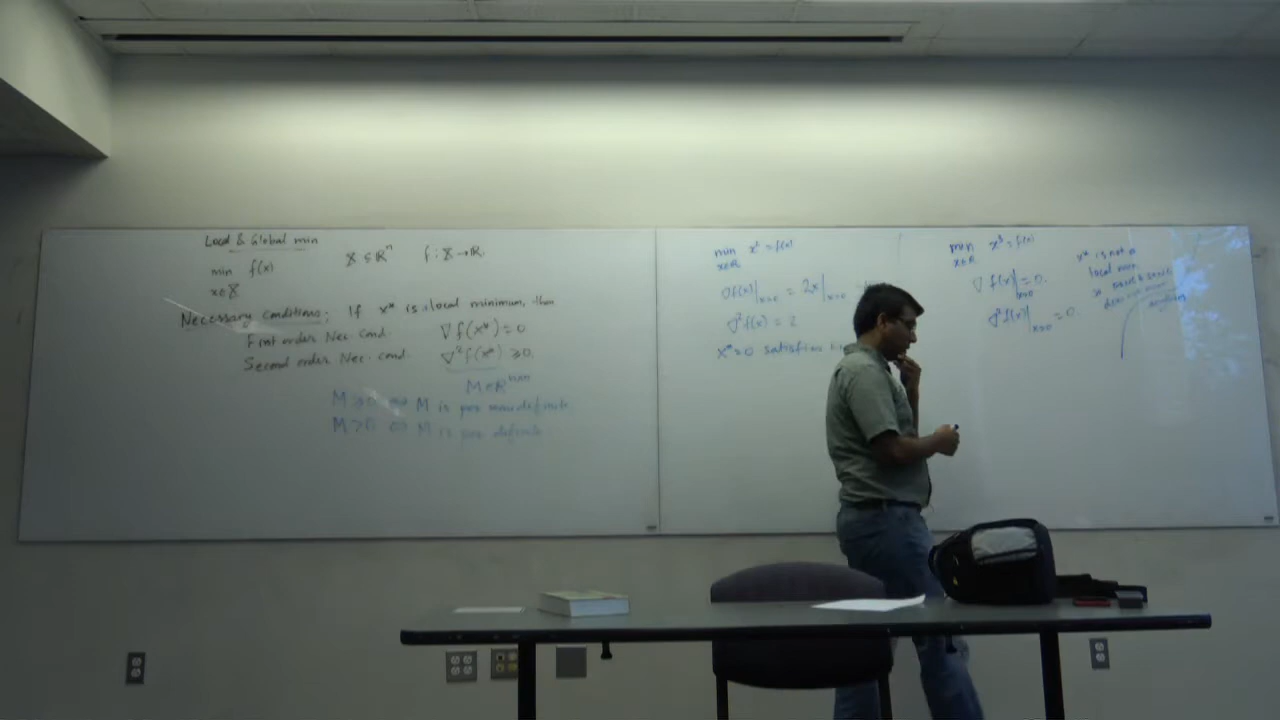 Local & Global min
min f(x) X ⊆ ℝⁿ f : X → ℝ.
x∈X
Necessary conditions: If x* is local minimum, then
First order Nec Cond. ∇f(x*) = 0
Second order Nec. cond. ∇²f(x*) ≥ 0.
M ∈ ℝⁿˣⁿ
M ≥ 0 ⇔ M is pos semidefinite
M > 0 ⇔ M is pos definite
min x² = f(x)
x∈ℝ
∇f(x)|ₓ₌₀ = 2x|ₓ₌₀
∇²f(x) = 2
x* = 0 satisfies
min x³ = f(x)
x∈ℝ
∇f(x)|ₓ₌₀ = 0.
∇²f(x)|ₓ₌₀ = 0.
x* is not a
local min.